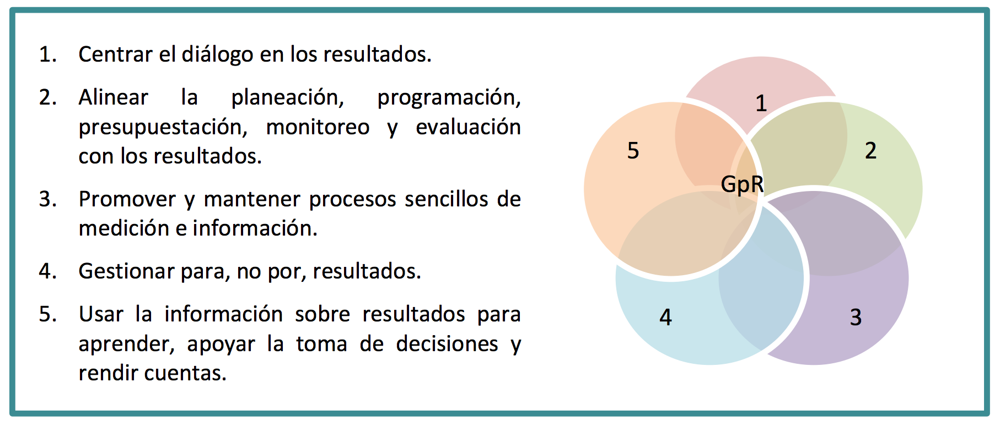 1. Centrar el diálogo en los resultados.
2. Alinear la planeación, programación,
presupuestación, monitoreo y evaluación
con los resultados.
3. Promover y mantener procesos sencillos de
medición e información.
4. Gestionar para, no por, resultados.
5. Usar la información sobre resultados para
aprender, apoyar la toma de decisiones y
rendir cuentas.
1
5
2
GpR
4
3